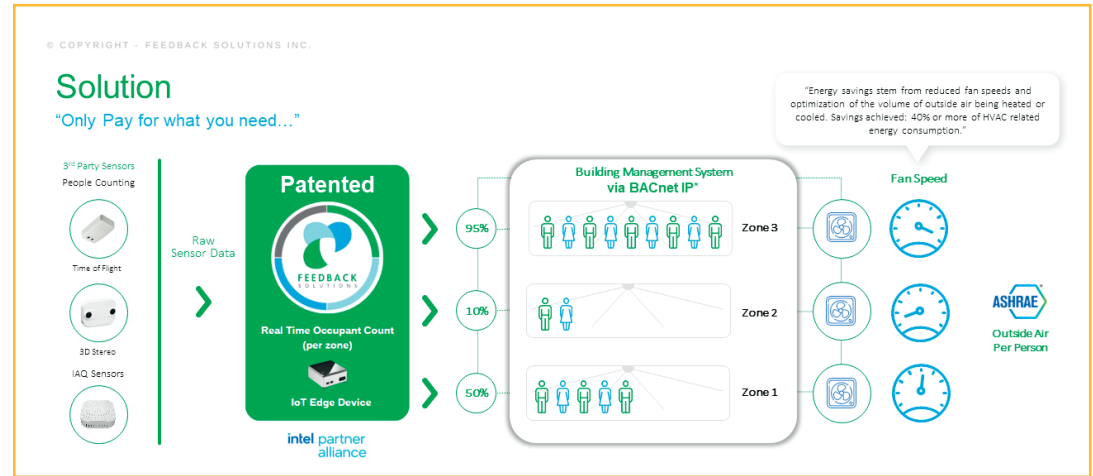 © COPYRIGHT - FEEDBACK SOLUTIONS INC.
Solution
“Only Pay for what you need…”
“Energy savings stem from reduced fan speeds and
optimization of the volume of outside air being heated or
cooled. Savings achieved: 40% or more of HVAC related
energy consumption.”
3rd Party Sensors
People Counting
Time of Flight
3D Stereo
IAQ Sensors
Raw
Sensor Data
Patented
FEEDBACK
SOLUTIONS
Real Time Occupant Count
(per zone)
IoT Edge Device
intel partner
alliance
95%
10%
50%
Building Management System
via BACnet IP*
Zone 3
Zone 2
Zone 1
Fan Speed
ASHRAE
Outside Air
Per Person